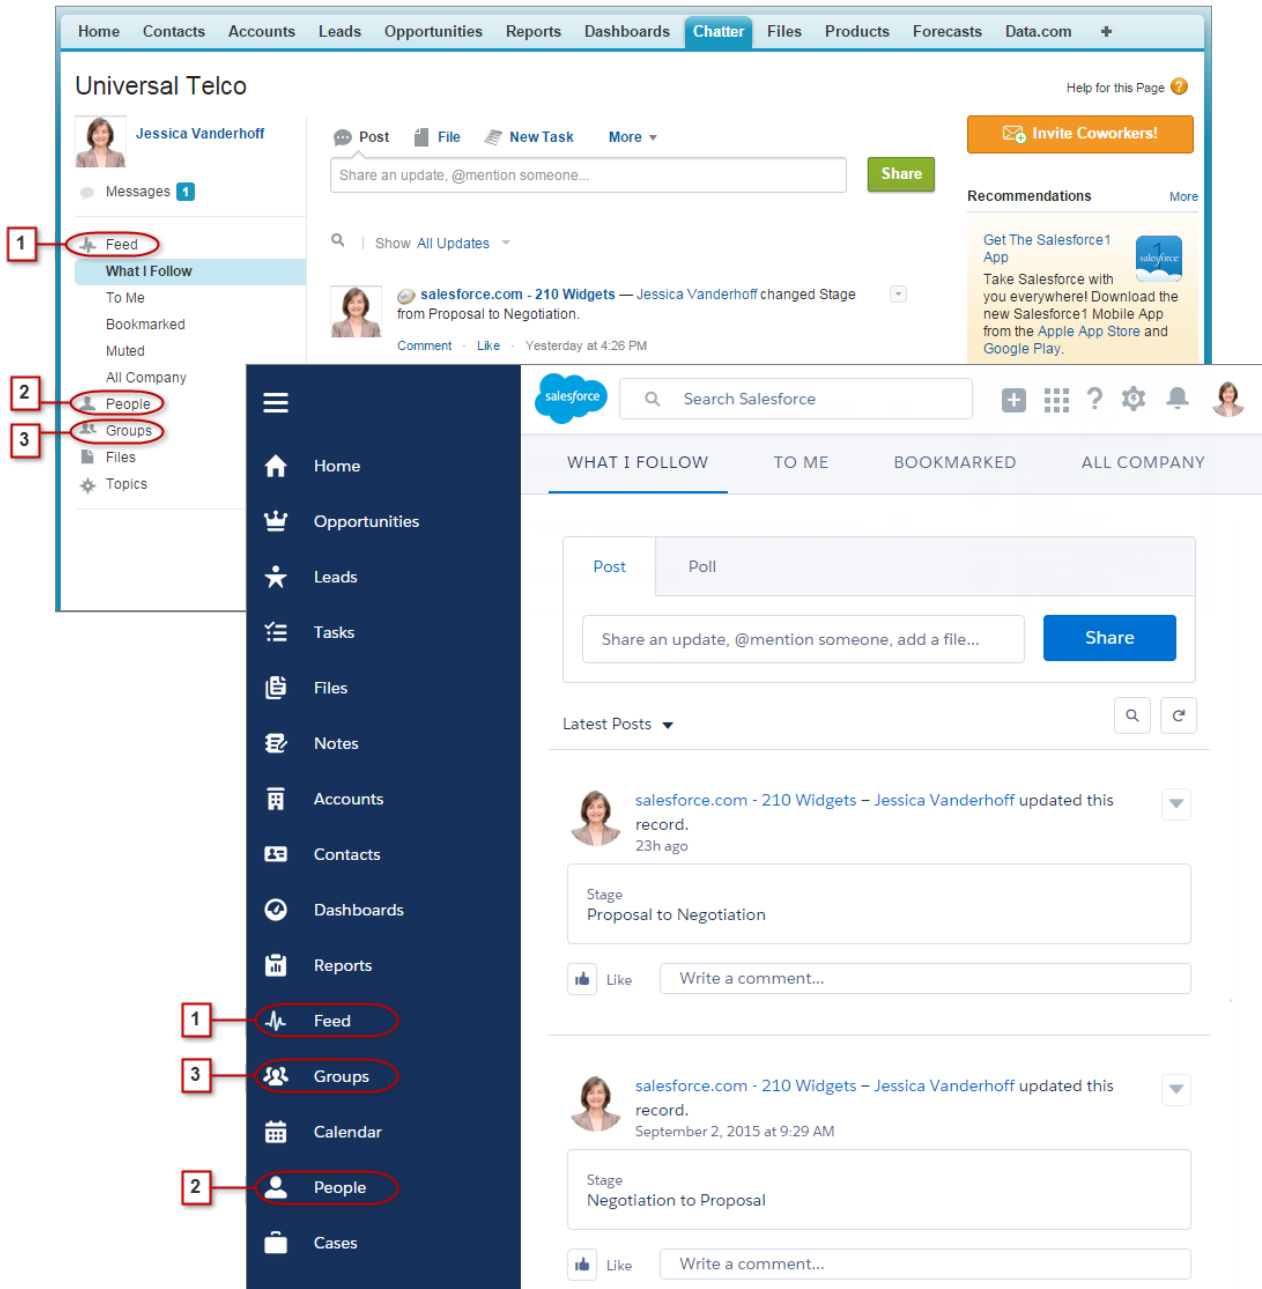 Home Contacts Accounts Leads Opportunities Reports Dashboards Chatter Files Products Forecasts Data.com +
Universal Telco
Help for this Page ?
Jessica Vanderhoff
Messages 1
Post File New Task More
Share an update, @mention someone...
Share
Invite Coworkers!
Recommendations More
Get The Salesforce1
App
salesforce
1
Take Salesforce with
you everywhere! Download the
new Salesforce1 Mobile App
from the Apple App Store and
Google Play.
1
Feed
What I Follow
To Me
Bookmarked
Muted
All Company
2
People
3
Groups
Files
Topics
Show All Updates
salesforce.com - 210 Widgets — Jessica Vanderhoff changed Stage
from Proposal to Negotiation.
Comment · Like · Yesterday at 4:26 PM
Home
Opportunities
Leads
Tasks
Files
Notes
Accounts
Contacts
Dashboards
Reports
1
Feed
3
Groups
Calendar
2
People
Cases
salesforce
Search Salesforce
?
WHAT I FOLLOW TO ME BOOKMARKED ALL COMPANY
Post Poll
Share an update, @mention someone, add a file...
Share
Latest Posts
salesforce.com - 210 Widgets – Jessica Vanderhoff updated this
record.
23h ago
Stage
Proposal to Negotiation
Like
Write a comment...
salesforce.com - 210 Widgets – Jessica Vanderhoff updated this
record.
September 2, 2015 at 9:29 AM
Stage
Negotiation to Proposal
Like
Write a comment...